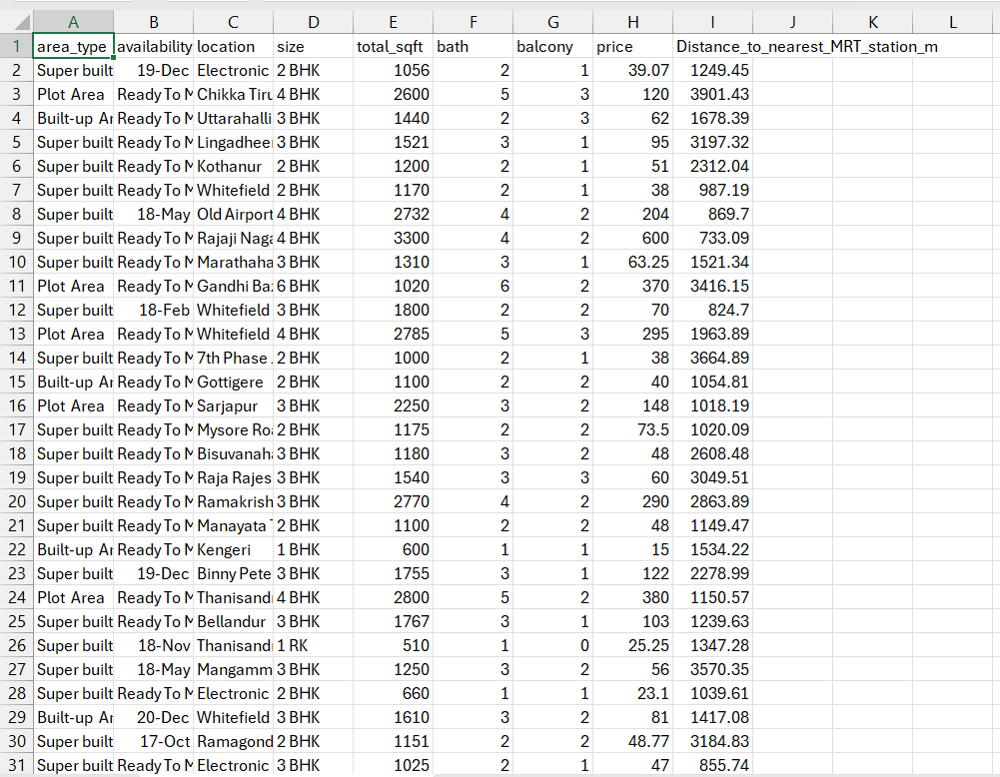 A B C D E F G H I J K L
1 area_type availability location size total_sqft bath balcony price Distance_to_nearest_MRT_station_m
2 Super built 19-Dec Electronic 2 BHK 1056 2 1 39.07 1249.45
3 Plot Area Ready To Chikka Tiru 4 BHK 2600 5 3 120 3901.43
4 Built-up Ready To Uttarahalli 3 BHK 1440 2 3 62 1678.39
5 Super built Ready To Lingadhee 3 BHK 1521 3 1 95 3197.32
6 Super built Ready To Kothanur 2 BHK 1200 2 1 51 2312.04
7 Super built Ready To Whitefield 2 BHK 1170 2 1 38 987.19
8 Super built 18-May Old Airport 4 BHK 2732 4 2 204 869.7
9 Super built Ready To Rajaji Naga 4 BHK 3300 4 2 600 733.09
10 Super built Ready To Marathaha 3 BHK 1310 3 1 63.25 1521.34
11 Plot Area Ready To Gandhi Ba 6 BHK 1020 6 2 370 3416.15
12 Super built 18-Feb Whitefield 3 BHK 1800 2 2 70 824.7
13 Plot Area Ready To Whitefield 4 BHK 2785 5 3 295 1963.89
14 Super built Ready To 7th Phase 2 BHK 1000 2 1 38 3664.89
15 Built-up Ready To Gottigere 2 BHK 1100 2 2 40 1054.81
16 Plot Area Ready To Sarjapur 3 BHK 2250 3 2 148 1018.19
17 Super built Ready To Mysore Ro 2 BHK 1175 2 2 73.5 1020.09
18 Super built Ready To Bisuvanah 3 BHK 1180 3 2 48 2608.48
19 Super built Ready To Raja Rajes 3 BHK 1540 3 3 60 3049.51
20 Super built Ready To Ramakrish 3 BHK 2770 4 2 290 2863.89
21 Super built Ready To Manayata 2 BHK 1100 2 2 48 1149.47
22 Built-up Ready To Kengeri 1 BHK 600 1 1 15 1534.22
23 Super built 19-Dec Binny Pete 3 BHK 1755 3 1 122 2278.99
24 Plot Area Ready To Thanisand 4 BHK 2800 5 2 380 1150.57
25 Super built Ready To Bellandur 3 BHK 1767 3 1 103 1239.63
26 Super built 18-Nov Thanisand 1 RK 510 1 0 25.25 1347.28
27 Super built 18-May Mangamm 3 BHK 1250 3 2 56 3570.35
28 Super built Ready To Electronic 2 BHK 660 1 1 23.1 1039.61
29 Built-up 20-Dec Whitefield 3 BHK 1610 3 2 81 1417.08
30 Super built 17-Oct Ramagond 2 BHK 1151 2 2 48.77 3184.83
31 Super built Ready To Electronic 3 BHK 1025 2 1 47 855.74